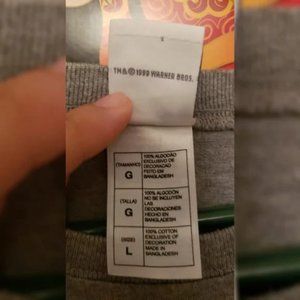 TM&©1999 WARNER BROS.
(TAMANHO)
G
100% ALGODÃO
EXCLUSIVO DE
DECORACAO
FEITO EM
BANGLADESH
(TALLA)
G
100% ALGODÓN
NO SE INCLUYEN
LAS
DECORACIONES
HECHO EN
BANGLADESH
(SIZE)
L
100% COTTON
EXCLUSIVE OF
DECORATION
MADE IN
BANGLADESH